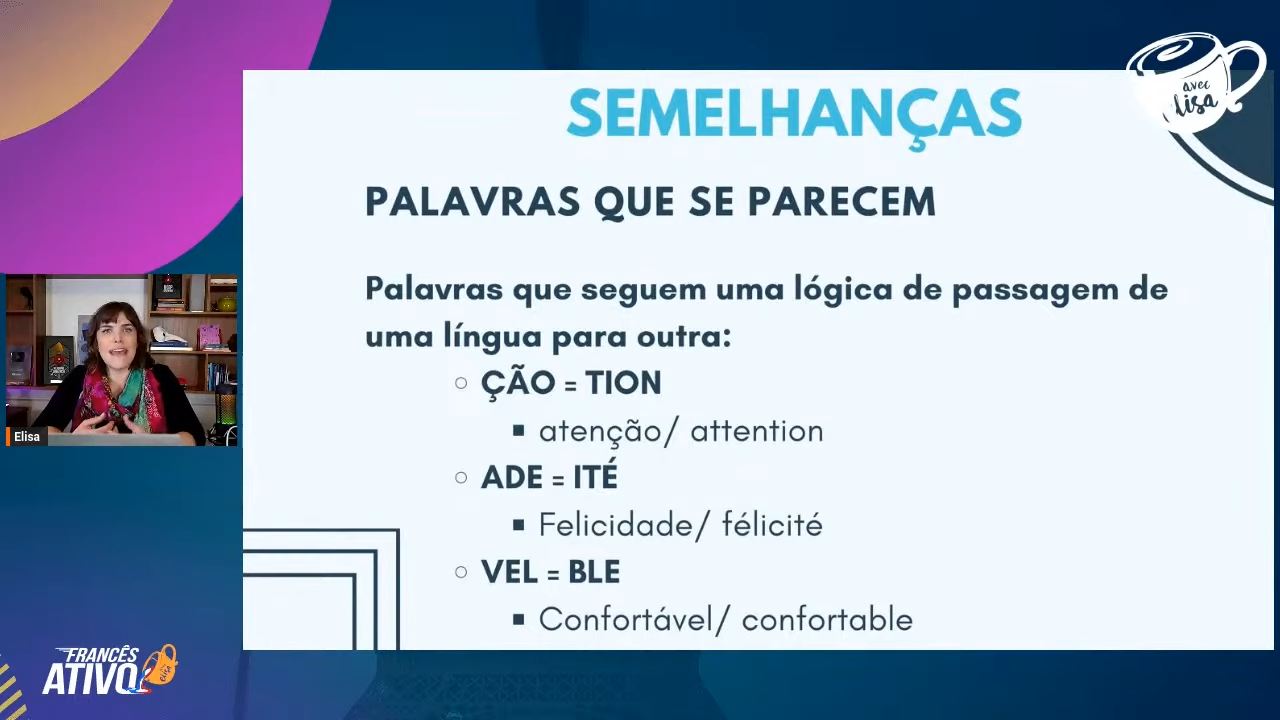 SEMELHANÇAS
avec
elisa
PALAVRAS QUE SE PARECEM
Palavras que seguem uma lógica de passagem de
uma língua para outra:
ÇÃO = TION
atenção/ attention
ADE = ITÉ
Felicidade/ félicité
VEL = BLE
Confortável/ confortable
Elisa
FRANCÊS
ATIVO